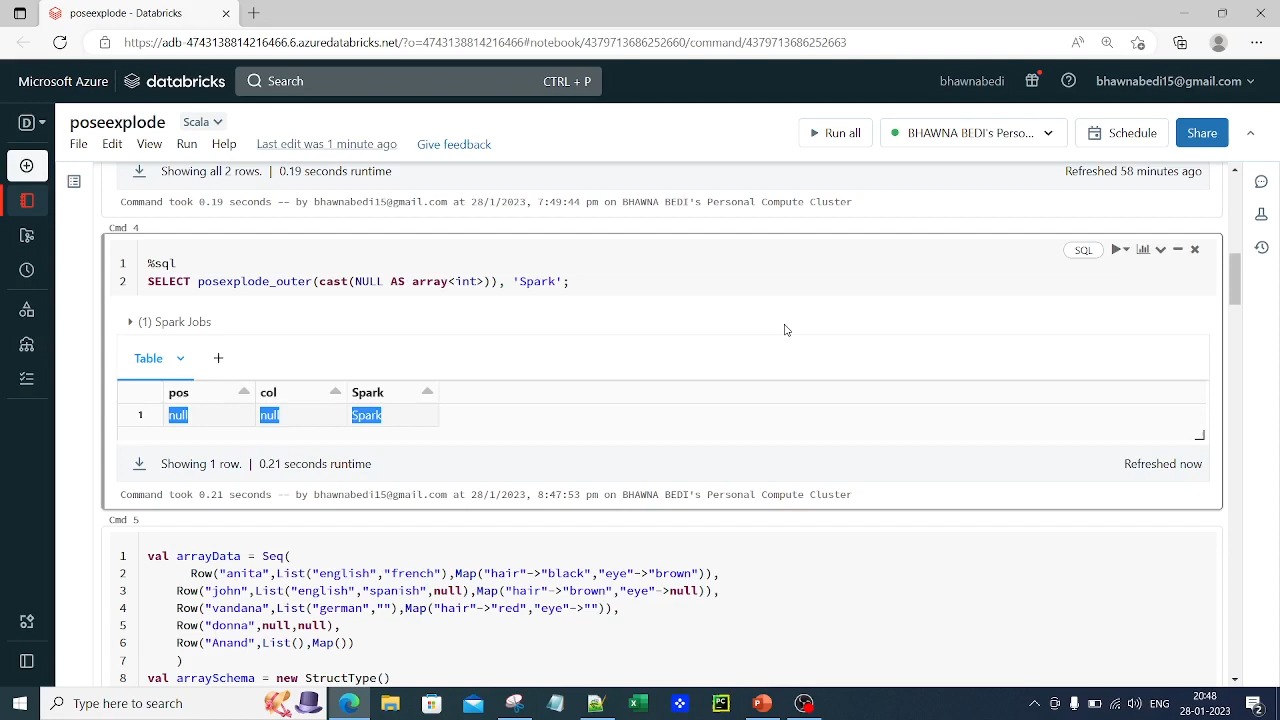 poseexplode - Databricks
https://adb-4743138814216466.6.azuredatabricks.net/?o=4743138814216466#notebook/4379713686252660/command/4379713686252663
Microsoft Azure databricks Search CTRL + P bhawnabedi bhawnabedi15@gmail.com
D poseexplode Scala Run all BHAWNA BEDI's Perso... Schedule Share
File Edit View Run Help Last edit was 1 minute ago Give feedback
Showing all 2 rows. | 0.19 seconds runtime Refreshed 58 minutes ago
Command took 0.19 seconds -- by bhawnabedi15@gmail.com at 28/1/2023, 7:49:44 pm on BHAWNA BEDI's Personal Compute Cluster
Cmd 4
SQL
1 %sql
2 SELECT posexplode_outer(cast(NULL AS array<int>)), 'Spark';
(1) Spark Jobs
Table +
pos col Spark
1 null null Spark
Showing 1 row. | 0.21 seconds runtime Refreshed now
Command took 0.21 seconds -- by bhawnabedi15@gmail.com at 28/1/2023, 8:47:53 pm on BHAWNA BEDI's Personal Compute Cluster
Cmd 5
1 val arrayData = Seq(
2 Row("anita",List("english","french"),Map("hair"->"black","eye"->"brown")),
3 Row("john",List("english","spanish",null),Map("hair"->"brown","eye"->null)),
4 Row("vandana",List("german",""),Map("hair"->"red","eye"->"")),
5 Row("donna",null,null),
6 Row("Anand",List(),Map())
7 )
8 val arraySchema = new StructType()
Type here to search PC ENG 20:48
28-01-2023 2